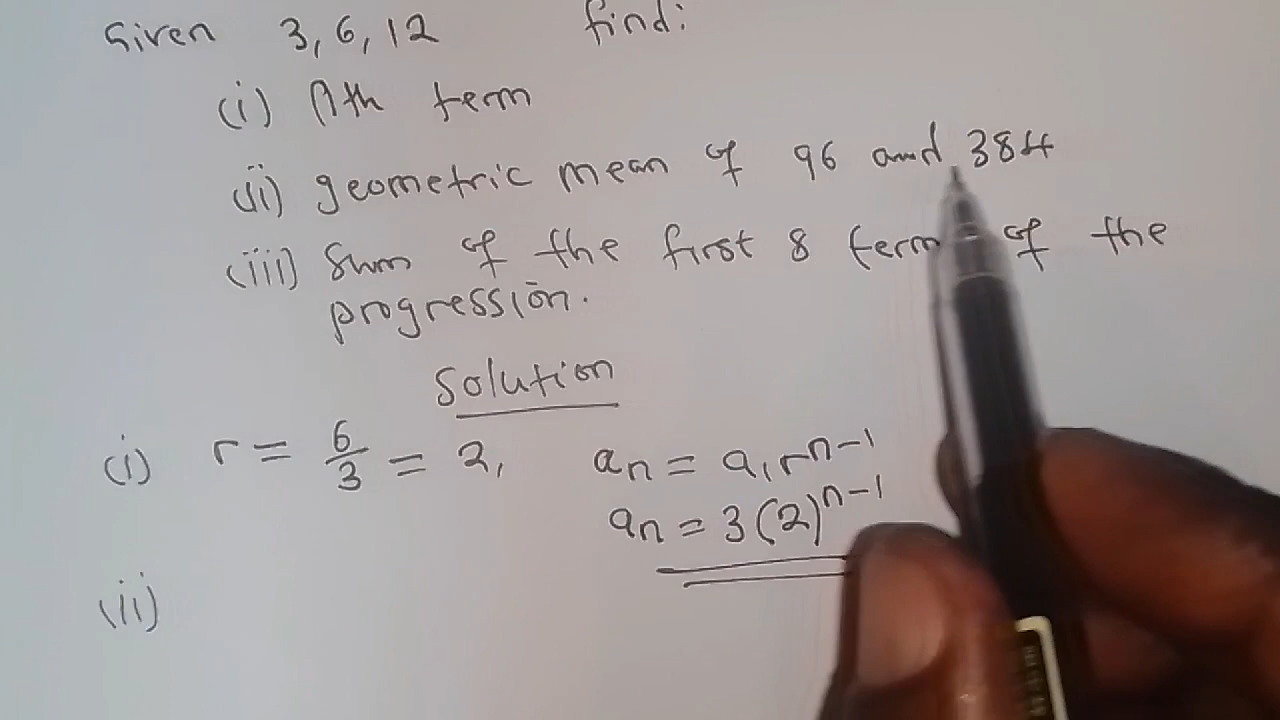 Given 3, 6, 12 find:
(i) nth term
(ii) geometric mean of 96 and 384
(iii) Sum of the first 8 terms of the
progression.
Solution
(i) r = 6/3 = 2, aₙ = a₁rⁿ⁻¹
aₙ = 3(2)ⁿ⁻¹
(ii)